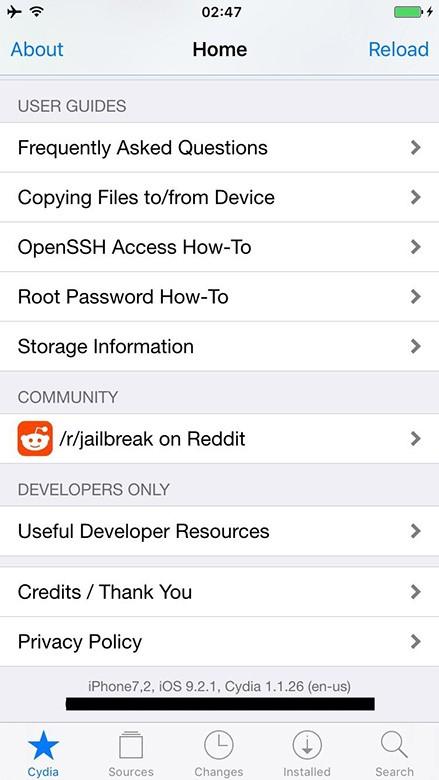 02:47
About Home Reload
USER GUIDES
Frequently Asked Questions
Copying Files to/from Device
OpenSSH Access How-To
Root Password How-To
Storage Information
COMMUNITY
/r/jailbreak on Reddit
DEVELOPERS ONLY
Useful Developer Resources
Credits / Thank You
Privacy Policy
iPhone7,2, iOS 9.2.1, Cydia 1.1.26 (en-us)
Cydia Sources Changes Installed Search